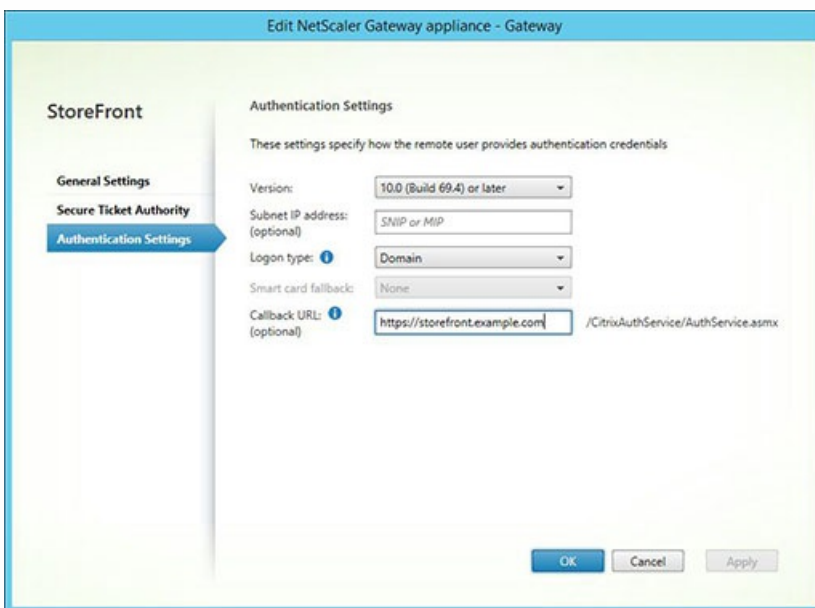 Edit NetScaler Gateway appliance - Gateway
StoreFront
General Settings
Secure Ticket Authority
Authentication Settings
Authentication Settings
These settings specify how the remote user provides authentication credentials
Version: 10.0 (Build 69.4) or later
Subnet IP address: SNIP or MIP
(optional)
Logon type: Domain
Smart card fallback: None
Callback URL: https://storefront.example.com /CitrixAuthService/AuthService.asmx
(optional)
OK Cancel Apply